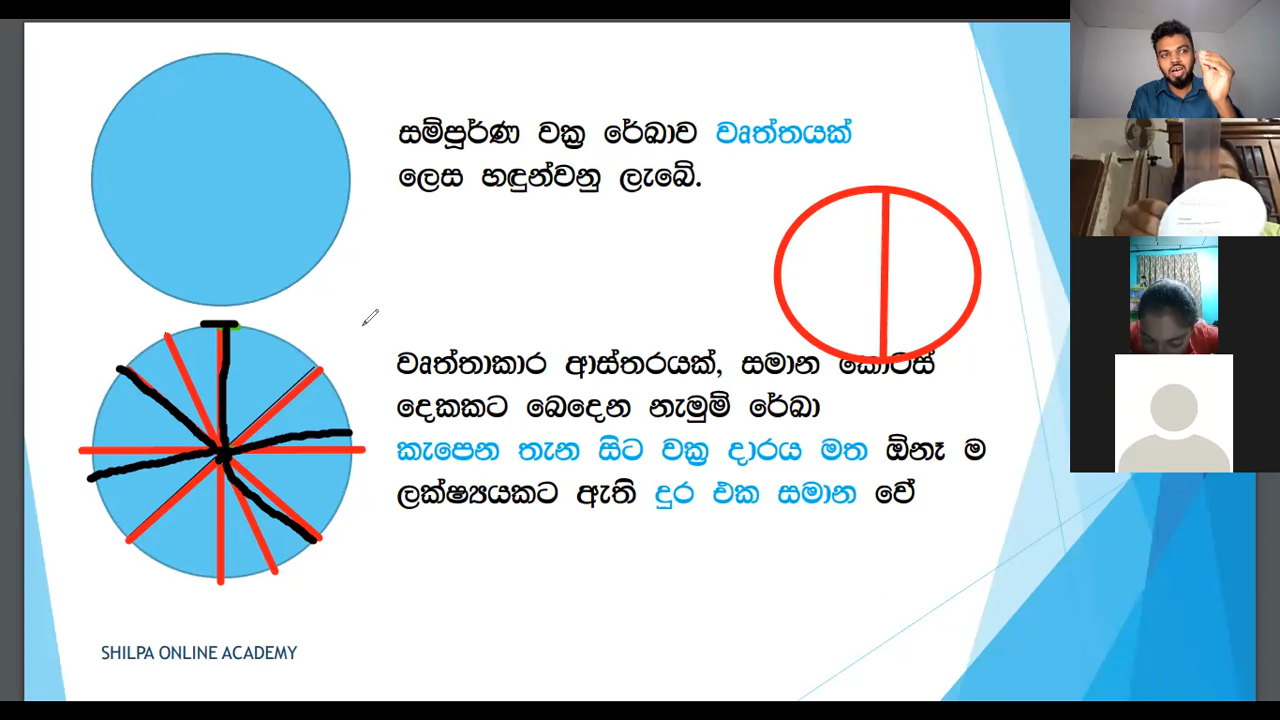 සම්පූර්ණ වක්‍ර රේඛාව වෘත්තයක්
ලෙස හඳුන්වනු ලැබේ.
වෘත්තාකාර ආස්තරයක්, සමාන කොටස්
දෙකකට බෙදෙන නැමුම් රේඛා
කැපෙන තැන සිට වක්‍ර දාරය මත ඕනෑ ම
ලක්ෂ්‍යයකට ඇති දුර එක සමාන වේ
SHILPA ONLINE ACADEMY